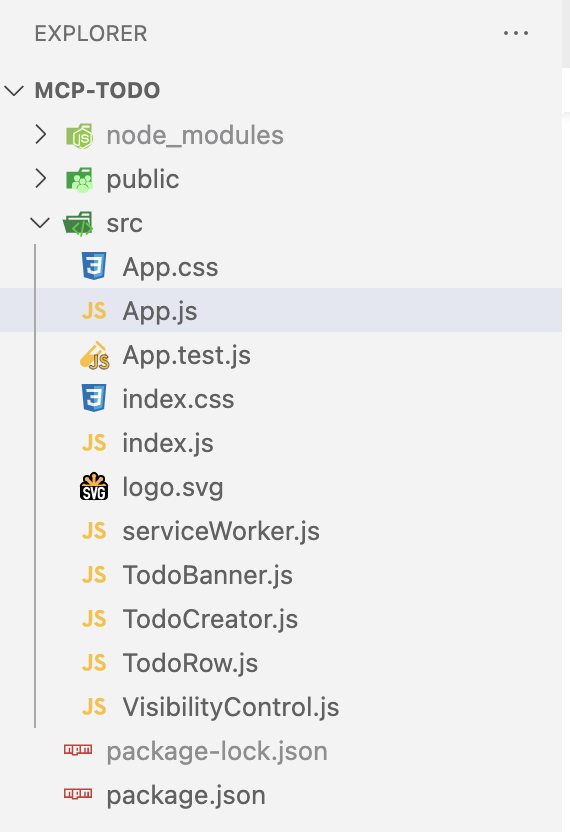 EXPLORER
MCP-TODO
node_modules
public
src
App.css
JS App.js
JS App.test.js
index.css
JS index.js
SVG logo.svg
JS serviceWorker.js
JS TodoBanner.js
JS TodoCreator.js
JS TodoRow.js
JS VisibilityControl.js
package-lock.json
package.json